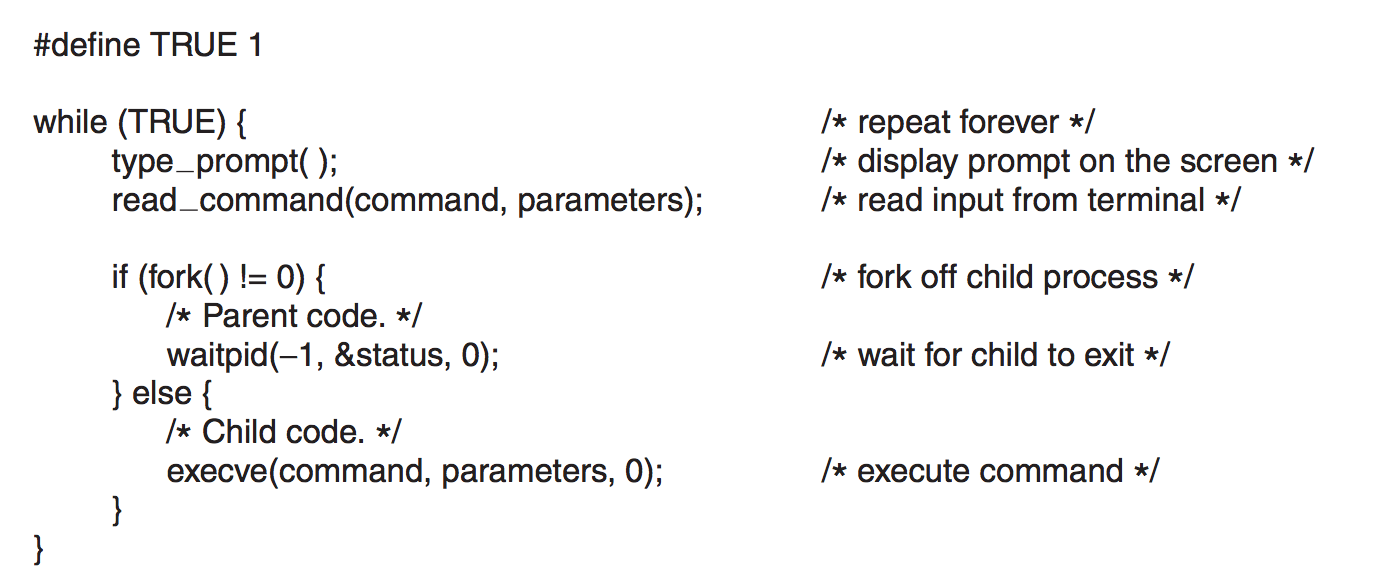 #define TRUE 1
while (TRUE) { /* repeat forever */
type_prompt( ); /* display prompt on the screen */
read_command(command, parameters); /* read input from terminal */
if (fork( ) != 0) { /* fork off child process */
/* Parent code. */
waitpid(–1, &status, 0); /* wait for child to exit */
} else {
/* Child code. */
execve(command, parameters, 0); /* execute command */
}
}